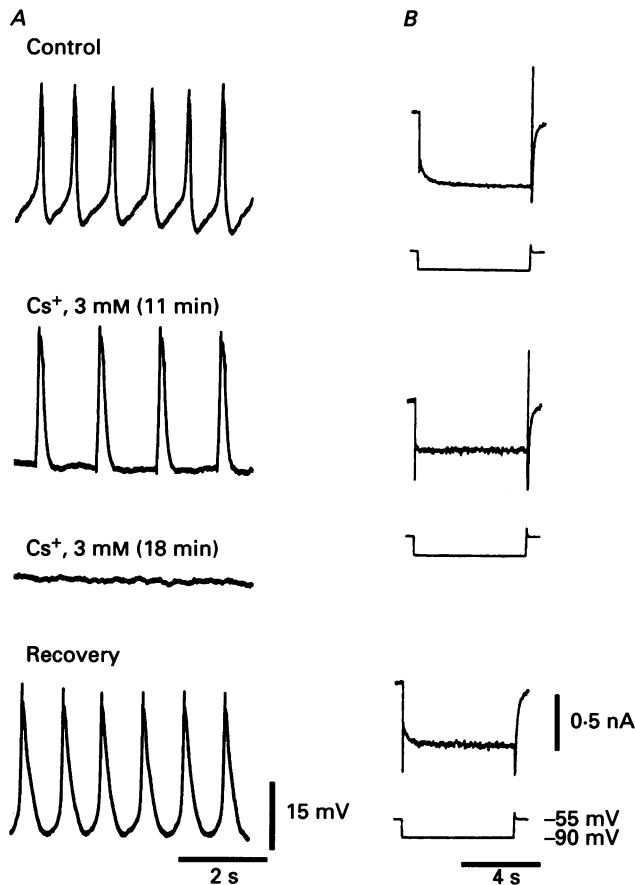 A
B
Control
Cs⁺, 3 mM (11 min)
Cs⁺, 3 mM (18 min)
Recovery
0·5 nA
15 mV
–55 mV
–90 mV
2 s
4 s